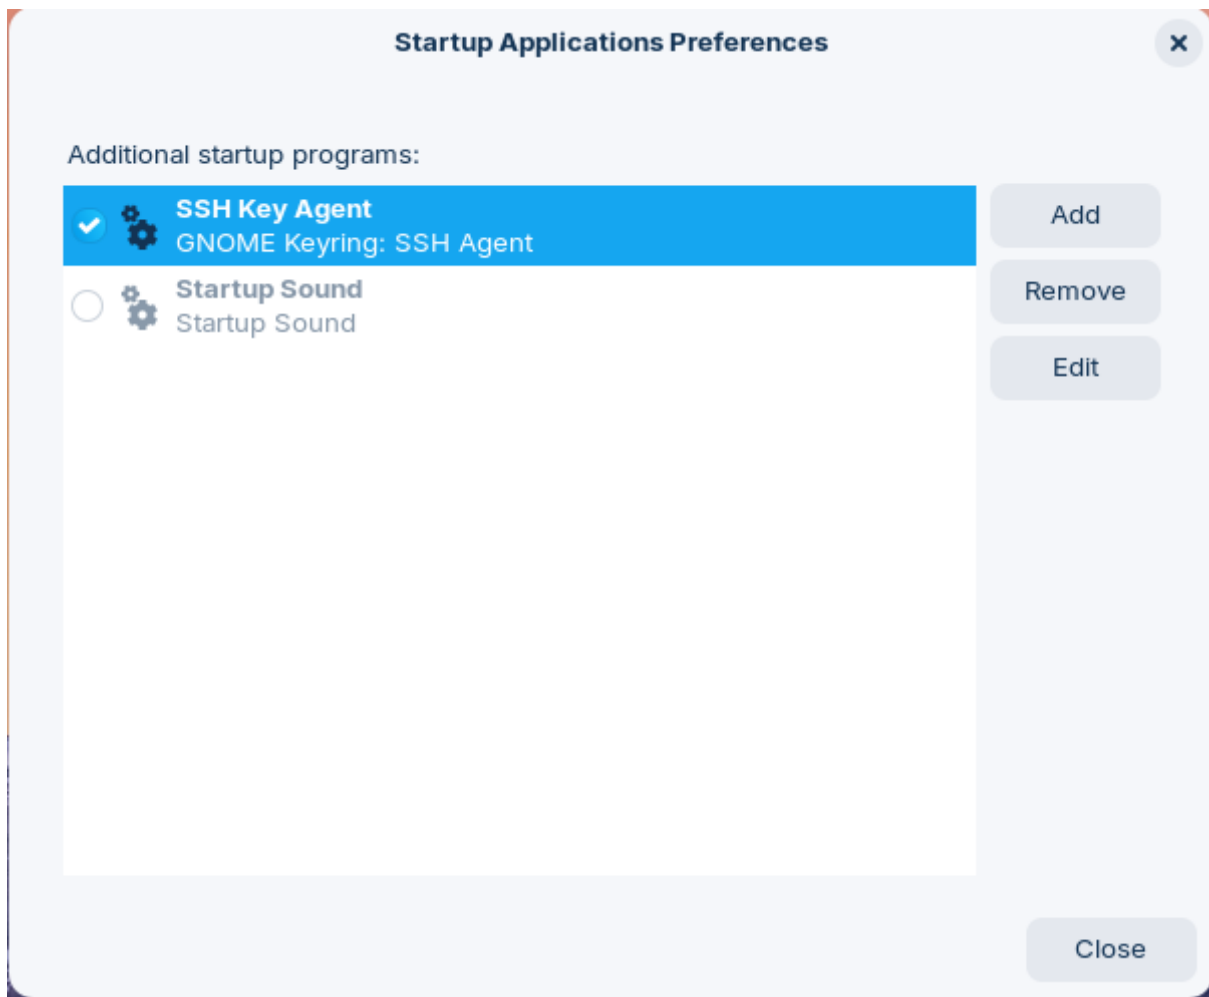 Startup Applications Preferences
Additional startup programs:
SSH Key Agent
GNOME Keyring: SSH Agent
Startup Sound
Startup Sound
Add
Remove
Edit
Close